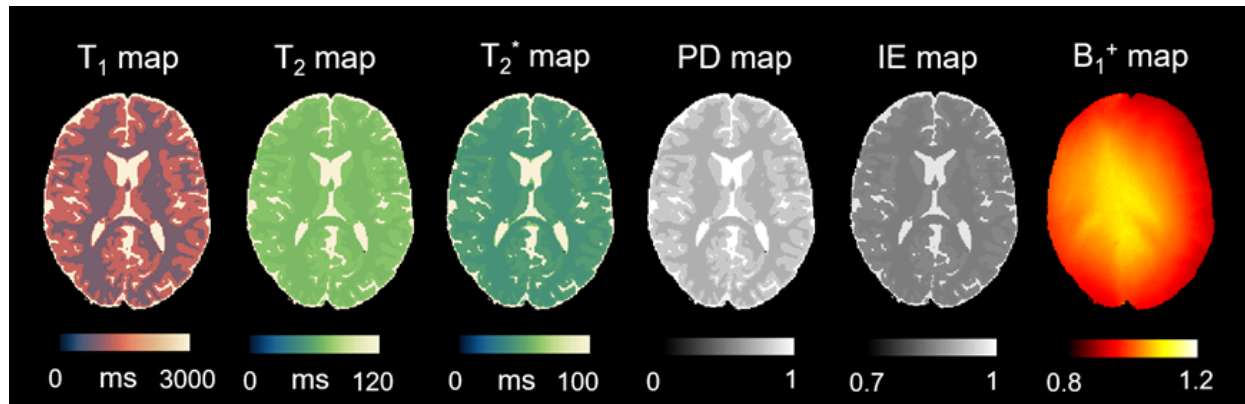 T₁ map T₂ map T₂* map PD map IE map B₁⁺ map
0 ms 3000 0 ms 120 0 ms 100 0 1 0.7 1 0.8 1.2